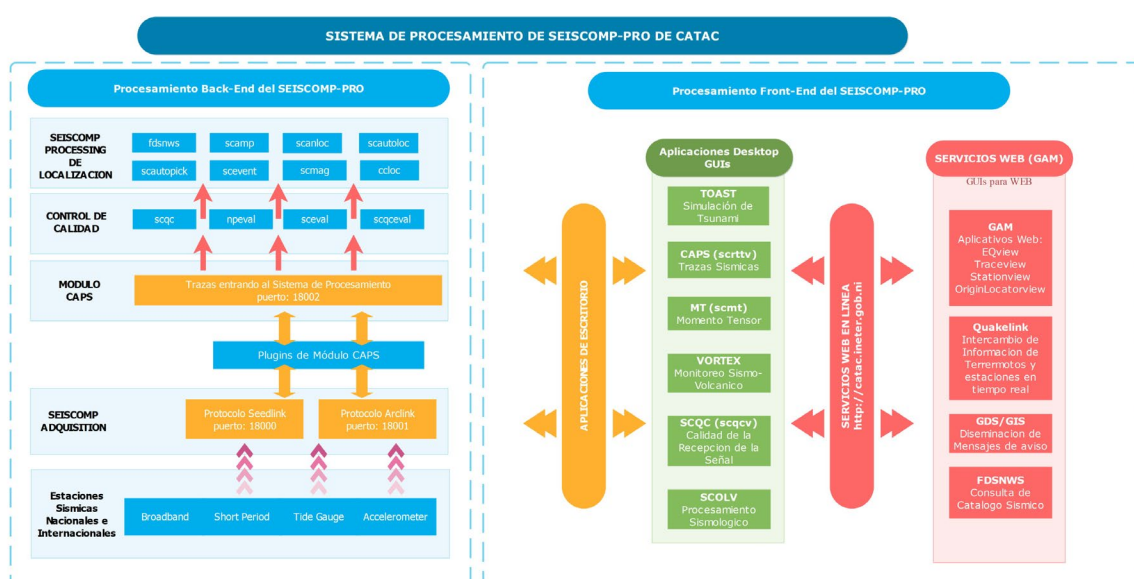 SISTEMA DE PROCESAMIENTO DE SEISCOMP-PRO DE CATAC
Procesamiento Back-End del SEISCOMP-PRO
SEISCOMP
PROCESSING
DE
LOCALIZACION
fdsnws
scamp
scanloc
scautoloc
scautopick
scevent
scmag
ccloc
CONTROL DE
CALIDAD
scqc
npeval
sceval
scqceval
MODULO
CAPS
Trazas entrando al Sistema de Procesamiento
puerto: 18002
Plugins de Módulo CAPS
SEISCOMP
ADQUISITION
Protocolo Seedlink
puerto: 18000
Protocolo Arclink
puerto: 18001
Estaciones
Sismicas
Nacionales e
Internacionales
Broadband
Short Period
Tide Gauge
Accelerometer
Procesamiento Front-End del SEISCOMP-PRO
APLICACIONES DE ESCRITORIO
Aplicaciones Desktop
GUIs
TOAST
Simulación de
Tsunami
CAPS (scrttv)
Trazas Sismicas
MT (scmt)
Momento Tensor
VORTEX
Monitoreo Sismo-
Volcanico
SCQC (scqcv)
Calidad de la
Recepcion de la
Señal
SCOLV
Procesamiento
Sismologico
SERVICIOS WEB EN LINEA
http://catac.ineter.gob.ni
SERVICIOS WEB (GAM)
GUIs para WEB
GAM
Aplicativos Web:
EQview
Traceview
Stationview
OriginLocatorview
Quakelink
Intercambio de
Informacion de
Terrermotos y
estaciones en
tiempo real
GDS/GIS
Diseminacion de
Mensajes de aviso
FDSNWS
Consulta de
Catalogo Sismico